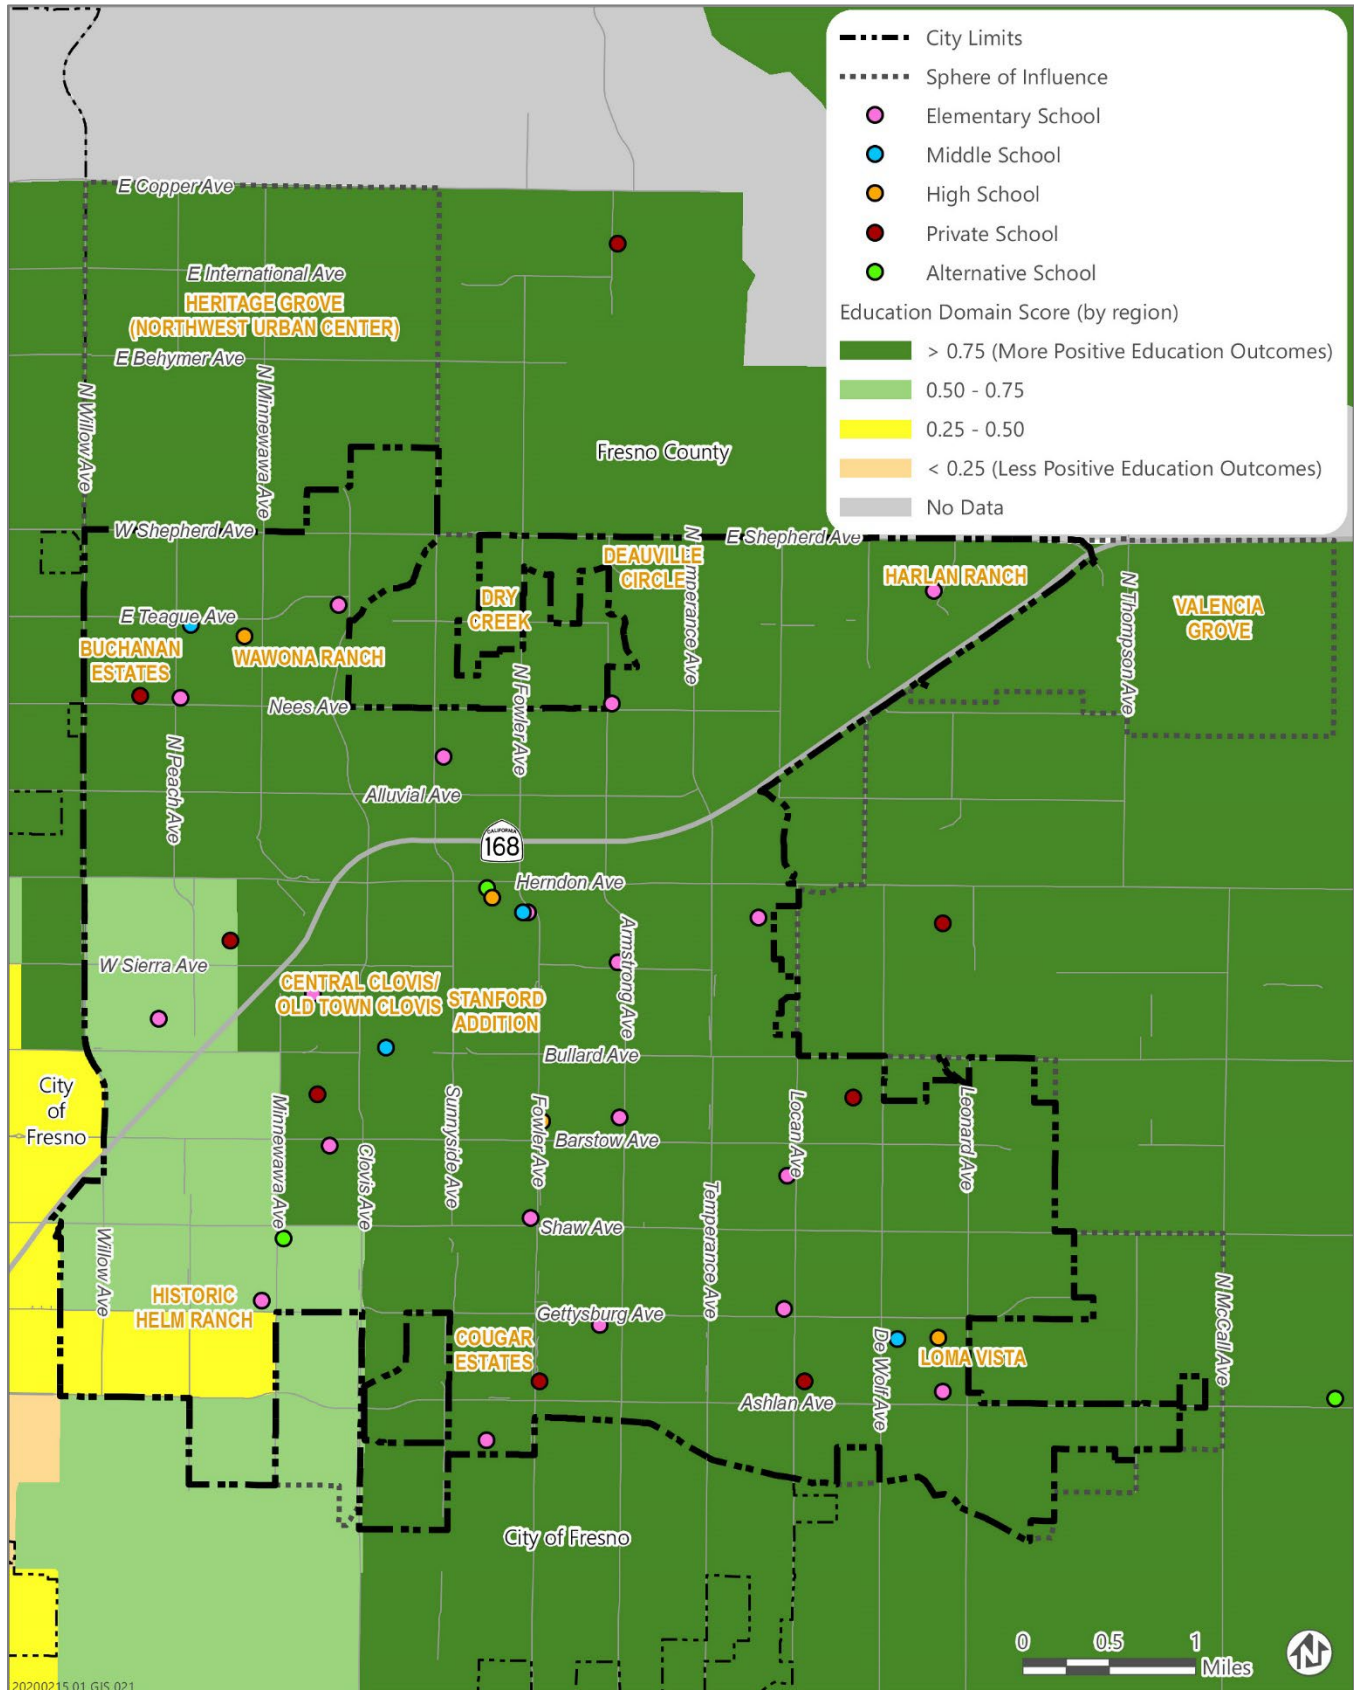 City Limits
Sphere of Influence
Elementary School
Middle School
High School
Private School
Alternative School
Education Domain Score (by region)
> 0.75 (More Positive Education Outcomes)
0.50 - 0.75
0.25 - 0.50
< 0.25 (Less Positive Education Outcomes)
No Data
E Copper Ave
E International Ave
HERITAGE GROVE
(NORTHWEST URBAN CENTER)
E Behymer Ave
N Willow Ave
N Minnewawa Ave
Fresno County
W Shepherd Ave
E Shepherd Ave
DEAUVILLE
CIRCLE
HARLAN RANCH
N Thompson Ave
VALENCIA
GROVE
DRY
CREEK
E Teague Ave
BUCHANAN
ESTATES
WAWONA RANCH
Nees Ave
N Fowler Ave
N Peach Ave
Alluvial Ave
CALIFORNIA
168
Herndon Ave
Armstrong Ave
W Sierra Ave
CENTRAL CLOVIS/
OLD TOWN CLOVIS
STANFORD
ADDITION
Bullard Ave
City
of
Fresno
Minnewawa Ave
Clovis Ave
Sunnyside Ave
Fowler Ave
Barstow Ave
Locan Ave
Leonard Ave
Temperance Ave
Shaw Ave
Willow Ave
HISTORIC
HELM RANCH
Gettysburg Ave
COUGAR
ESTATES
De Wolf Ave
LOMA VISTA
N McCall Ave
Ashlan Ave
City of Fresno
0 0.5 1
Miles
N
20200215.01 GIS 021